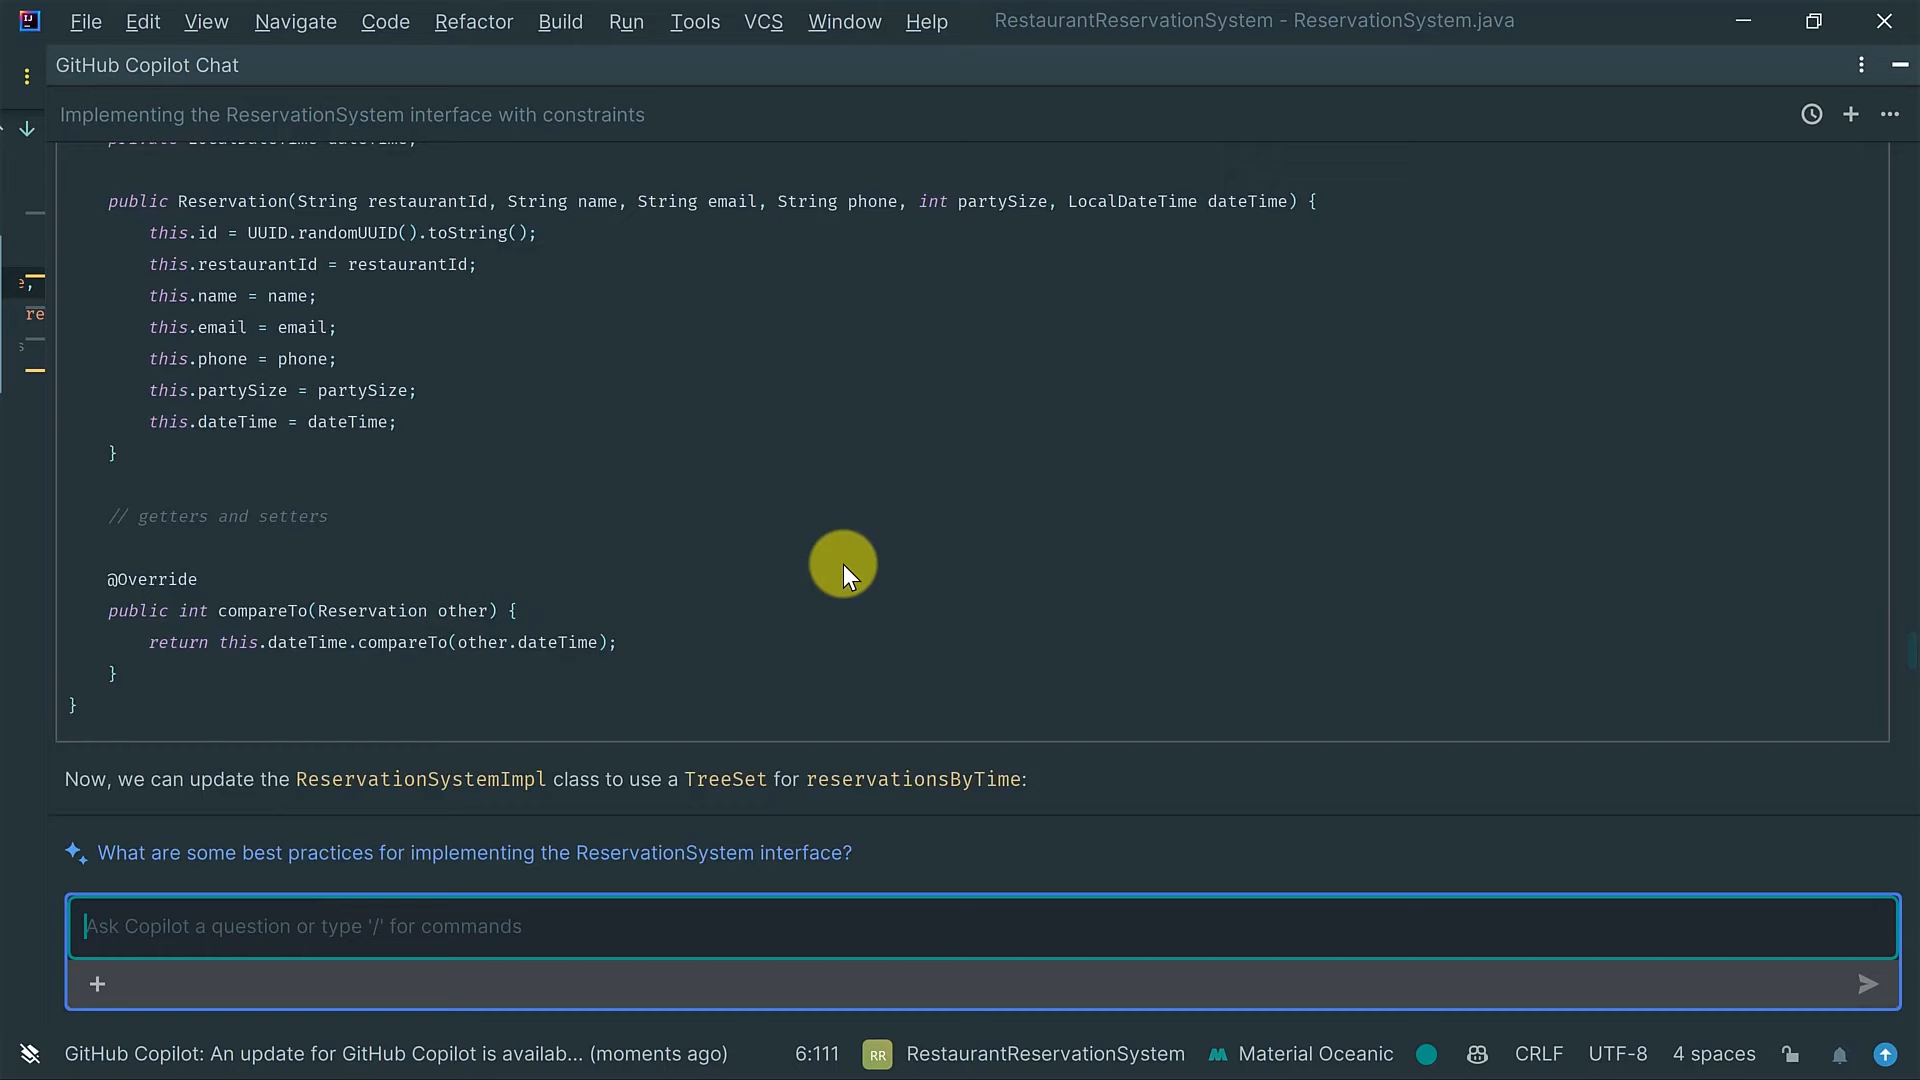 File Edit View Navigate Code Refactor Build Run Tools VCS Window Help RestaurantReservationSystem - ReservationSystem.java
GitHub Copilot Chat
Implementing the ReservationSystem interface with constraints
private LocalDateTime dateTime;
public Reservation(String restaurantId, String name, String email, String phone, int partySize, LocalDateTime dateTime) {
this.id = UUID.randomUUID().toString();
this.restaurantId = restaurantId;
this.name = name;
this.email = email;
this.phone = phone;
this.partySize = partySize;
this.dateTime = dateTime;
}
// getters and setters
@Override
public int compareTo(Reservation other) {
return this.dateTime.compareTo(other.dateTime);
}
}
e,
re
s
Now, we can update the ReservationSystemImpl class to use a TreeSet for reservationsByTime:
What are some best practices for implementing the ReservationSystem interface?
Ask Copilot a question or type '/' for commands
GitHub Copilot: An update for GitHub Copilot is availab... (moments ago) 6:111 RR RestaurantReservationSystem Material Oceanic CRLF UTF-8 4 spaces